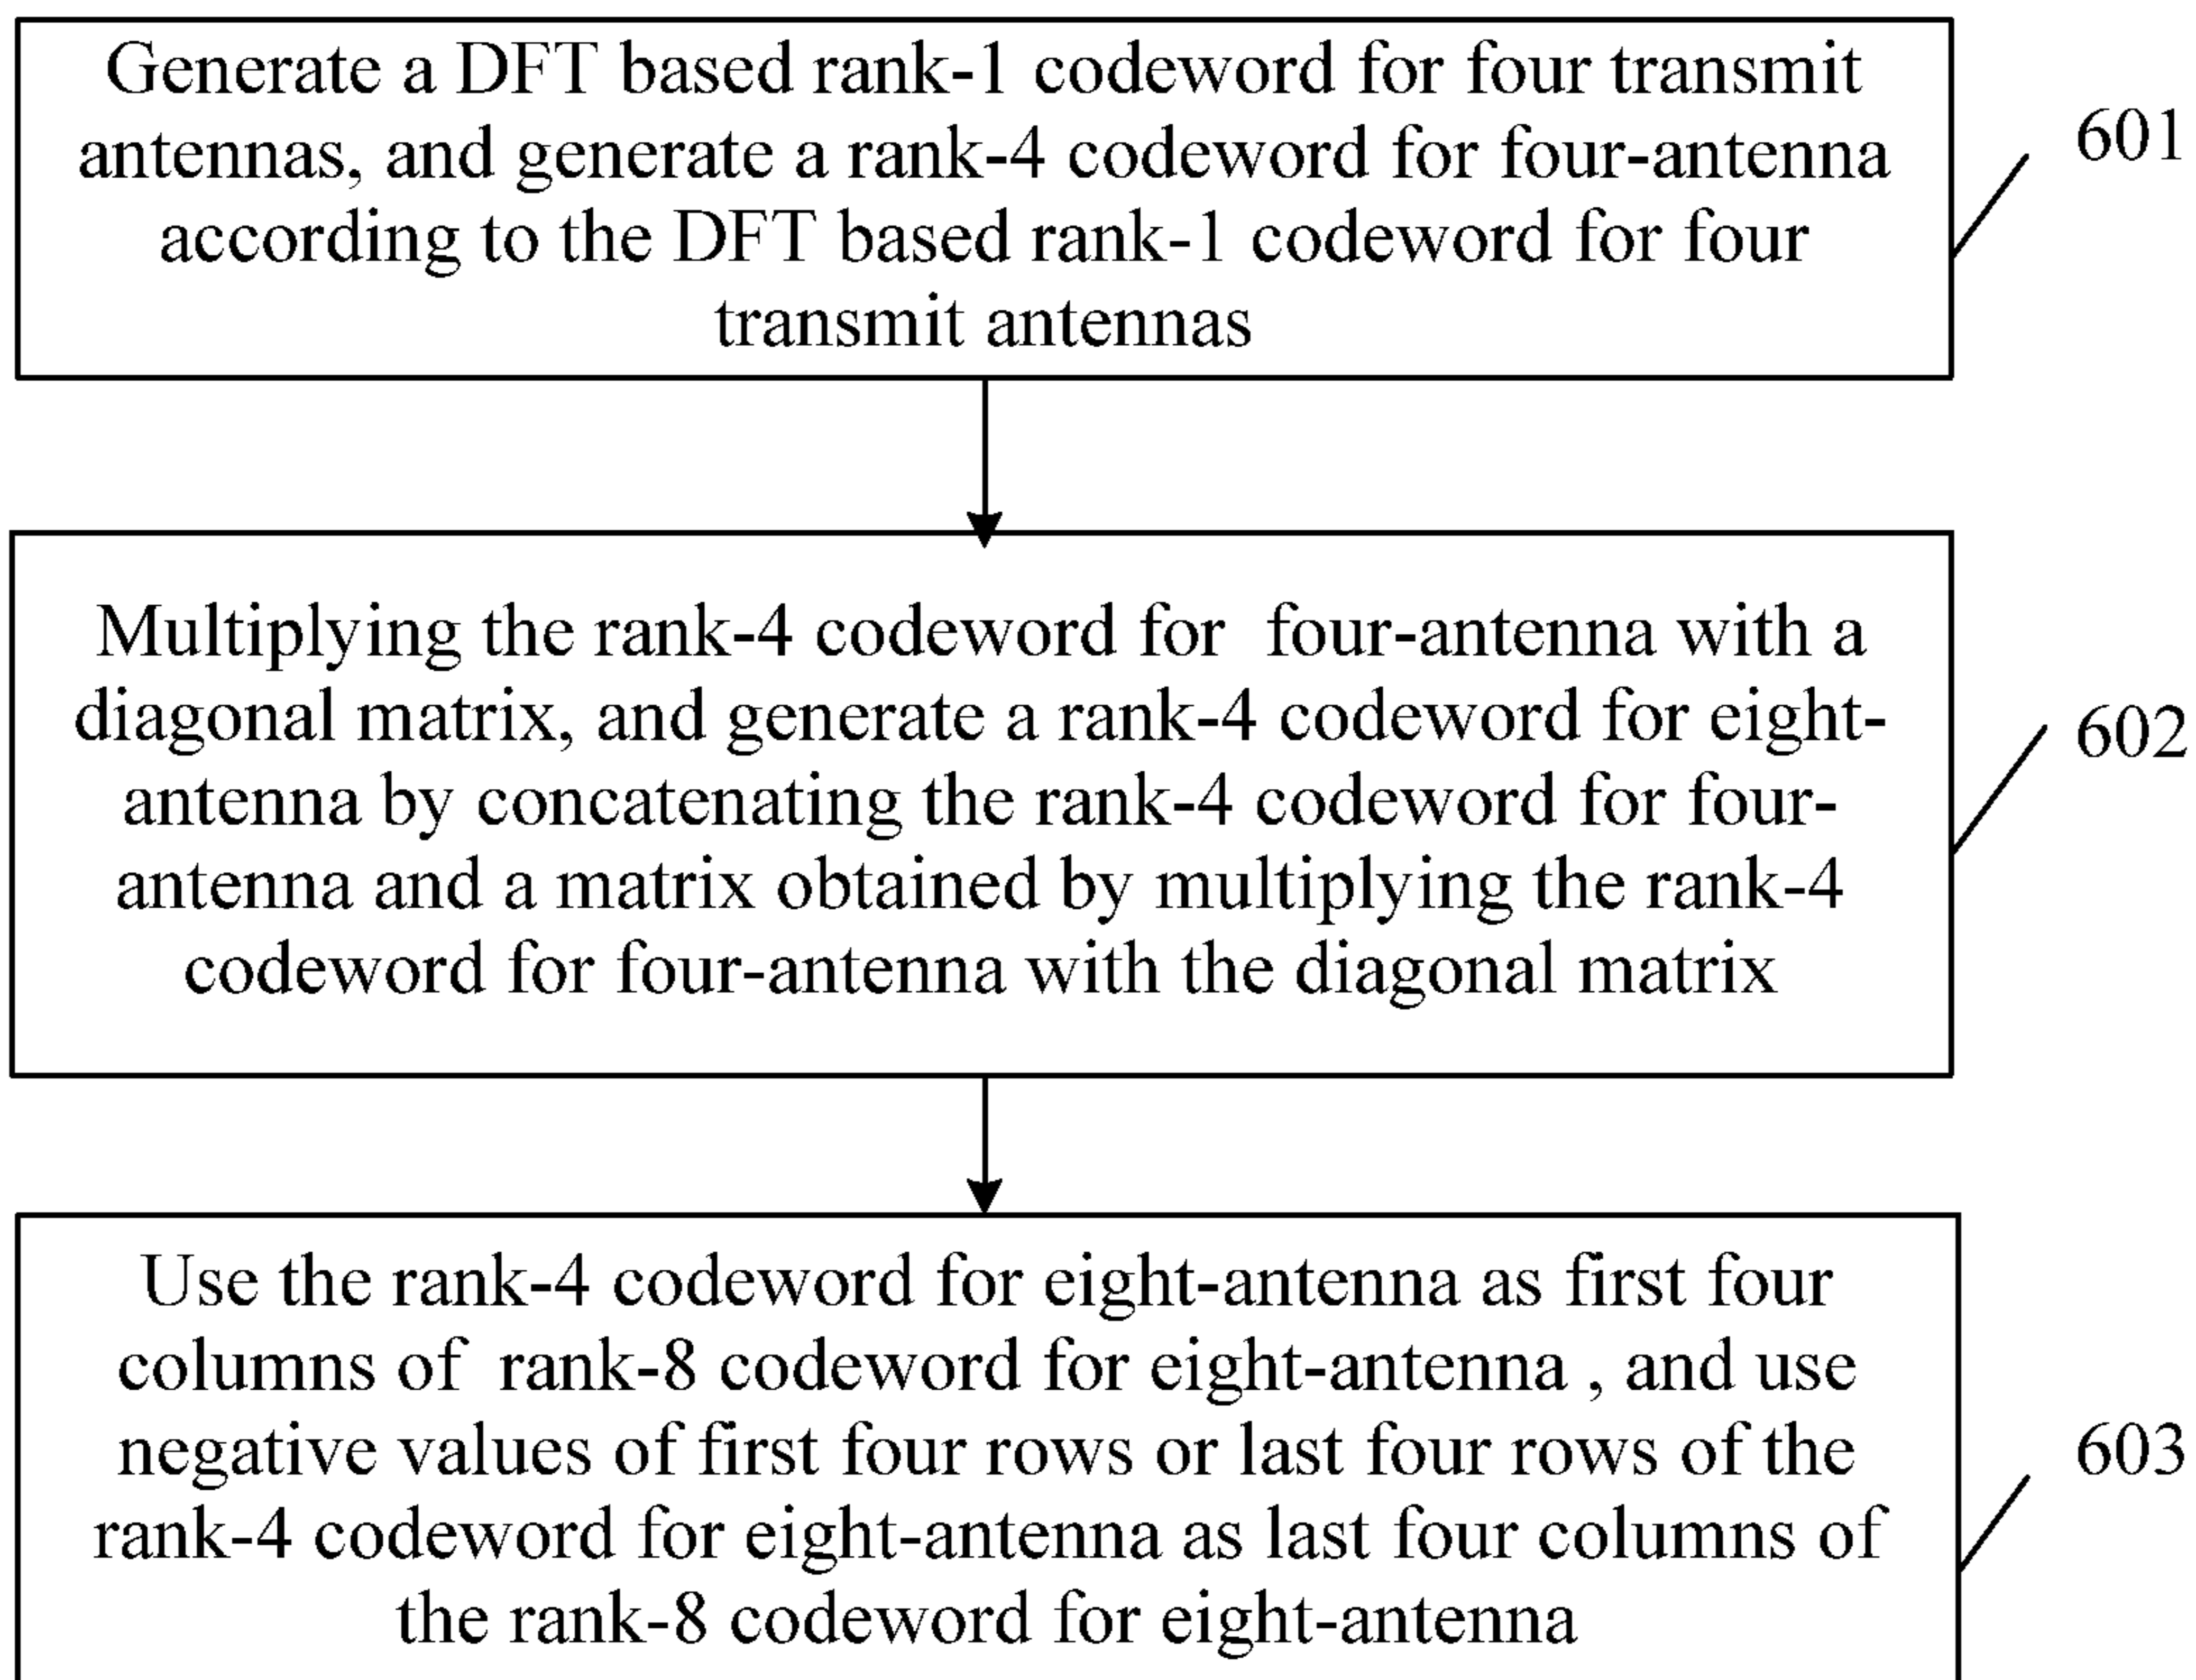 Generate a DFT based rank-1 codeword for four transmit
antennas, and generate a rank-4 codeword for four-antenna
according to the DFT based rank-1 codeword for four
transmit antennas
601
Multiplying the rank-4 codeword for four-antenna with a
diagonal matrix, and generate a rank-4 codeword for eight-
antenna by concatenating the rank-4 codeword for four-
antenna and a matrix obtained by multiplying the rank-4
codeword for four-antenna with the diagonal matrix
602
Use the rank-4 codeword for eight-antenna as first four
columns of rank-8 codeword for eight-antenna , and use
negative values of first four rows or last four rows of the
rank-4 codeword for eight-antenna as last four columns of
the rank-8 codeword for eight-antenna
603